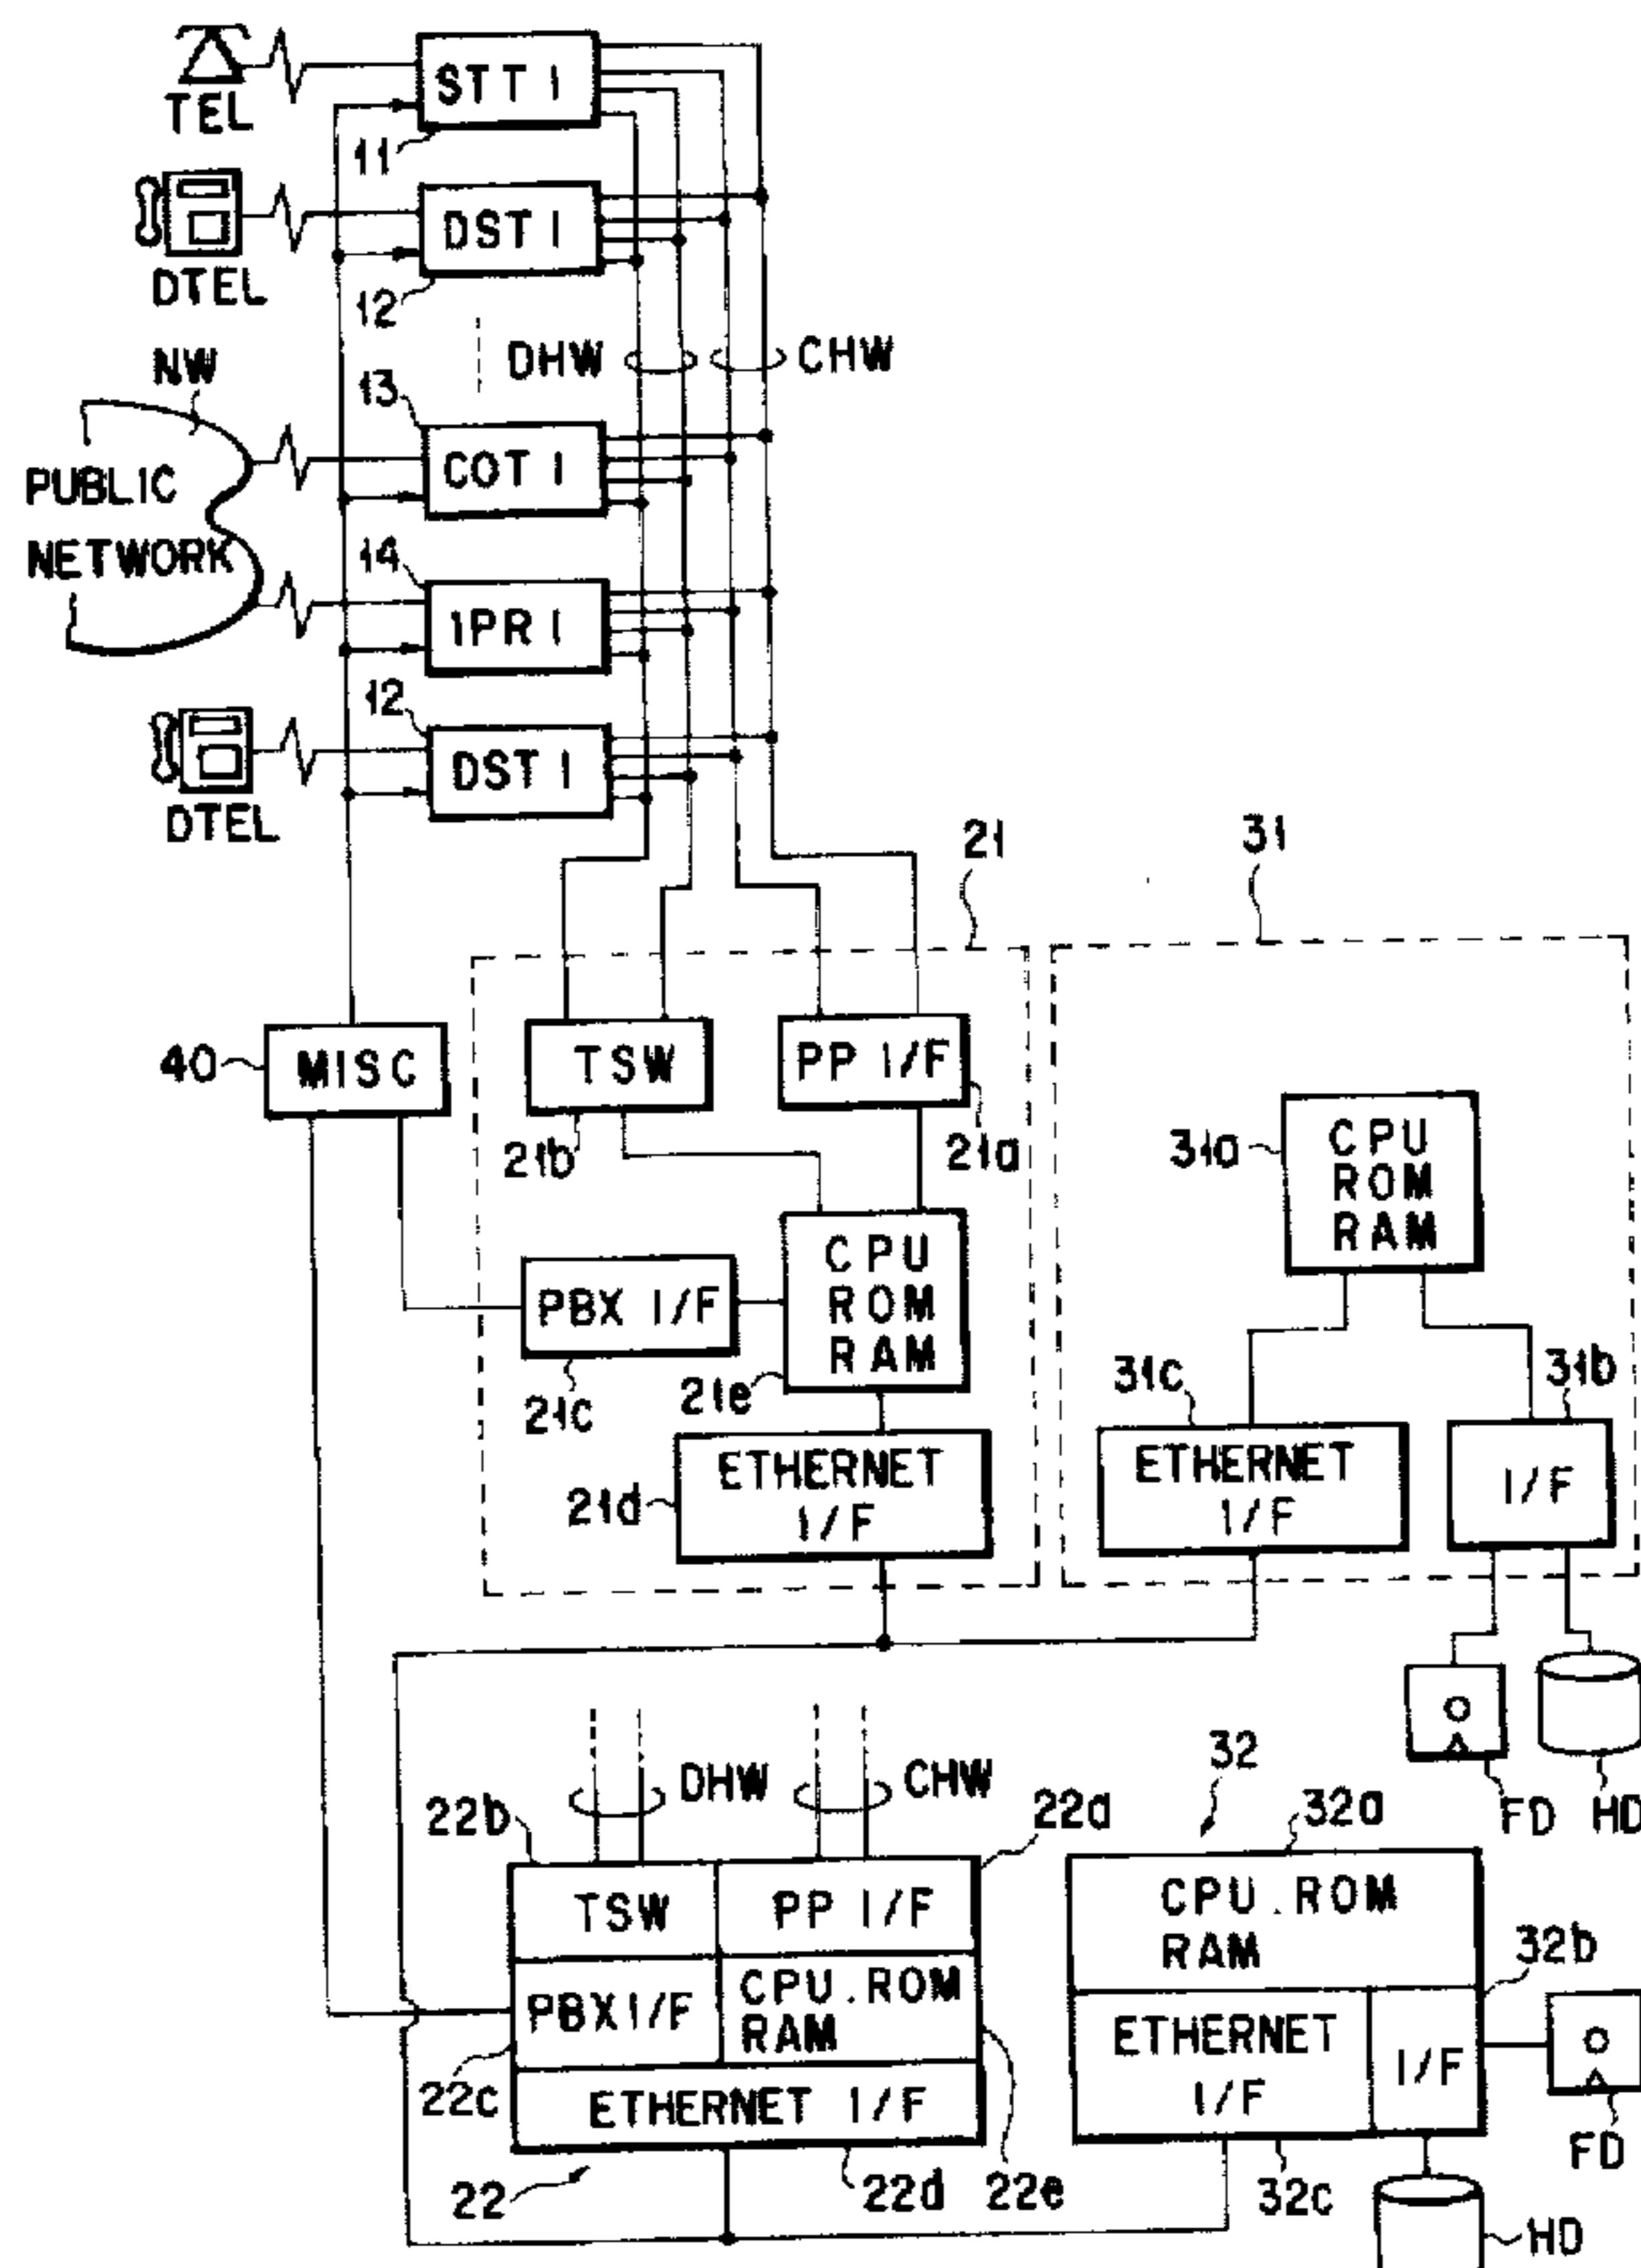 STT I
TEL
11
DST I
DTEL
12
DHW
CHW
NW
13
COT I
PUBLIC
NETWORK
14
IPR I
12
DST I
DTEL
21
31
40
MISC
TSW
PP I/F
21b
21a
31a
CPU
ROM
RAM
CPU
ROM
RAM
PBX I/F
21c
21e
31c
31b
ETHERNET
I/F
21d
ETHERNET
I/F
I/F
FD
HD
DHW
CHW
32
22b
22a
32a
TSW
PP I/F
CPU.ROM
RAM
32b
PBX I/F
CPU.ROM
RAM
ETHERNET
I/F
I/F
22c
ETHERNET I/F
FD
22
22d
22e
32c
HD